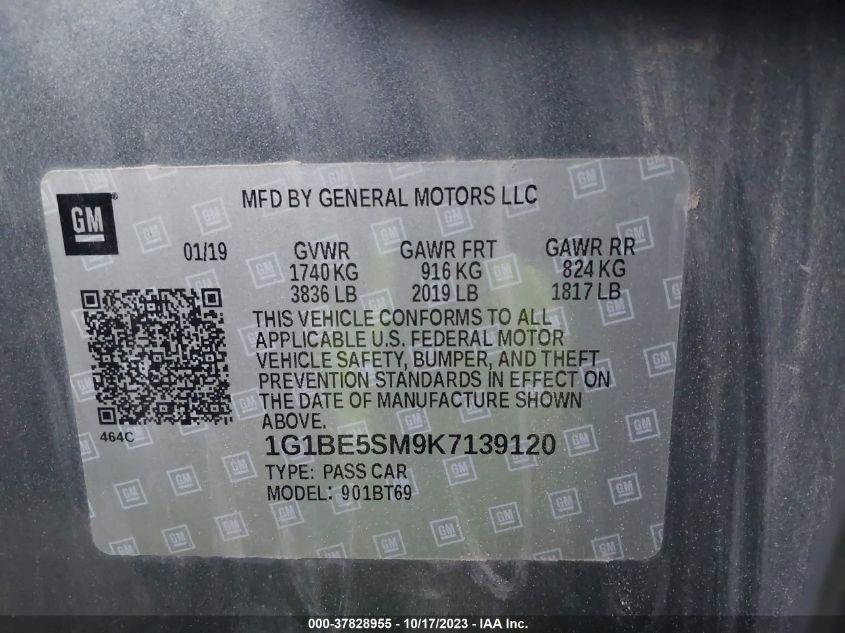 GM
MFD BY GENERAL MOTORS LLC
01/19 GVWR GAWR FRT GAWR RR
1740 KG 916 KG 824 KG
3836 LB 2019 LB 1817 LB
THIS VEHICLE CONFORMS TO ALL
APPLICABLE U.S. FEDERAL MOTOR
VEHICLE SAFETY, BUMPER, AND THEFT
PREVENTION STANDARDS IN EFFECT ON
THE DATE OF MANUFACTURE SHOWN
ABOVE.
464C
1G1BE5SM9K7139120
TYPE: PASS CAR
MODEL: 901BT69
000-37828955 - 10/17/2023 - IAA, Inc.